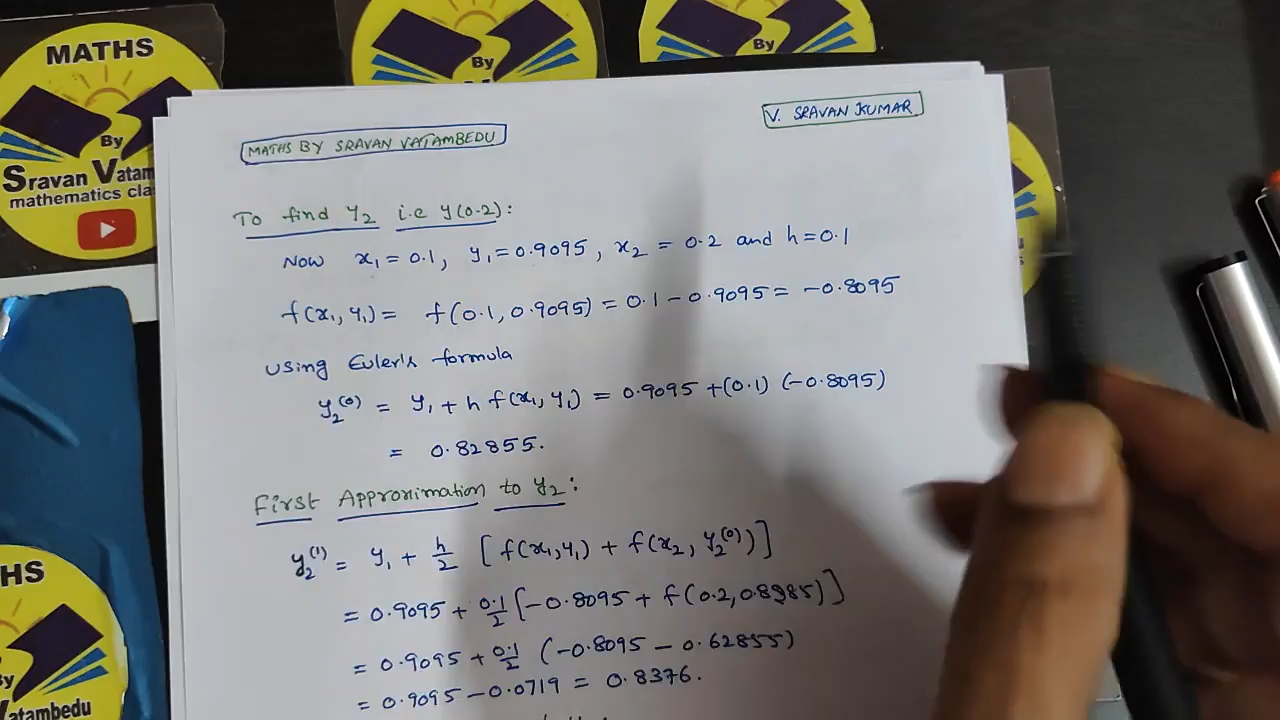 MATHS
By
Sravan Vatam
mathematics cla
By
By
MATHS BY SRAVAN VATAMBEDU
V. SRAVAN KUMAR
To find y₂ i.e y(0.2):
Now x₁ = 0.1, y₁ = 0.9095, x₂ = 0.2 and h = 0.1
f(x₁, y₁) = f(0.1, 0.9095) = 0.1 - 0.9095 = -0.8095
using Euler's formula
y₂⁽⁰⁾ = y₁ + h f(x₁, y₁) = 0.9095 + (0.1) (-0.8095)
= 0.82855.
First Approximation to y₂:
y₂⁽¹⁾ = y₁ + h/2 [f(x₁, y₁) + f(x₂, y₂⁽⁰⁾)]
= 0.9095 + 0.1/2 [-0.8095 + f(0.2, )]
= 0.9095 + 0.1/2 (-0.8095 - 0.62855)
= 0.9095 - 0.0719 = 0.8376.
HS
By
Vatambedu